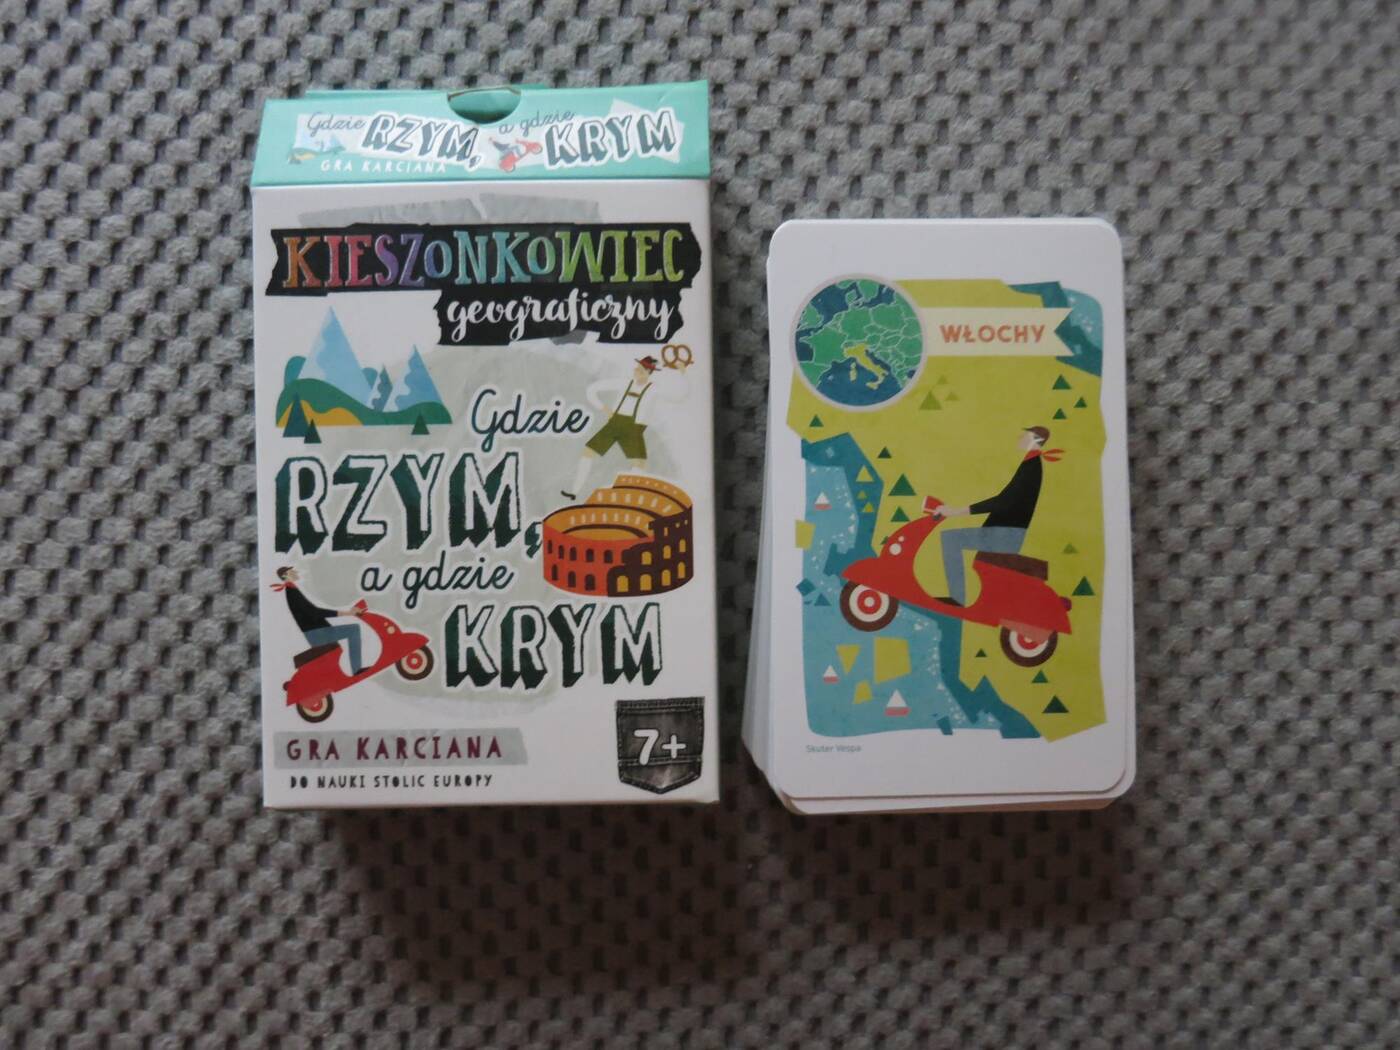 Gdzie RZYM, a gdzie KRYM
GRA KARCIANA
KIESZONKOWIEC
geograficzny
Gdzie
RZYM,
a gdzie
KRYM
GRA KARCIANA
DO NAUKI STOLIC EUROPY
7+
WŁOCHY
Skuter Vespa